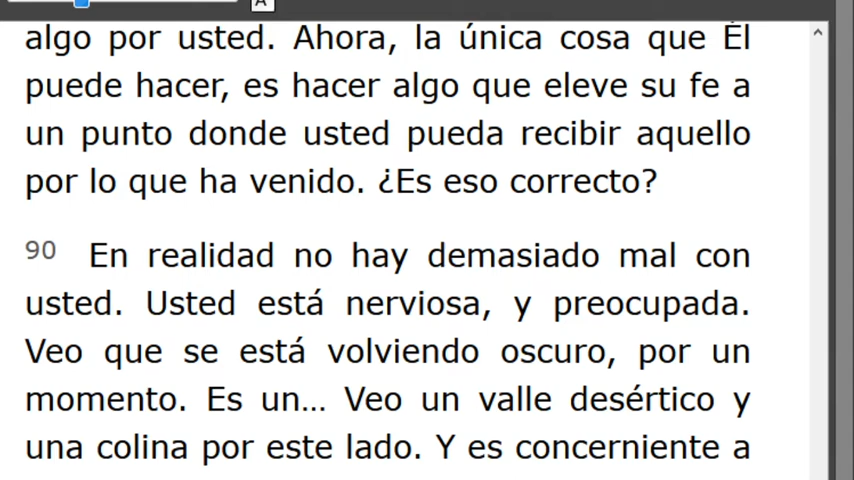 A
algo por usted. Ahora, la única cosa que Él
puede hacer, es hacer algo que eleve su fe a
un punto donde usted pueda recibir aquello
por lo que ha venido. ¿Es eso correcto?
90 En realidad no hay demasiado mal con
usted. Usted está nerviosa, y preocupada.
Veo que se está volviendo oscuro, por un
momento. Es un… Veo un valle desértico y
una colina por este lado. Y es concerniente a